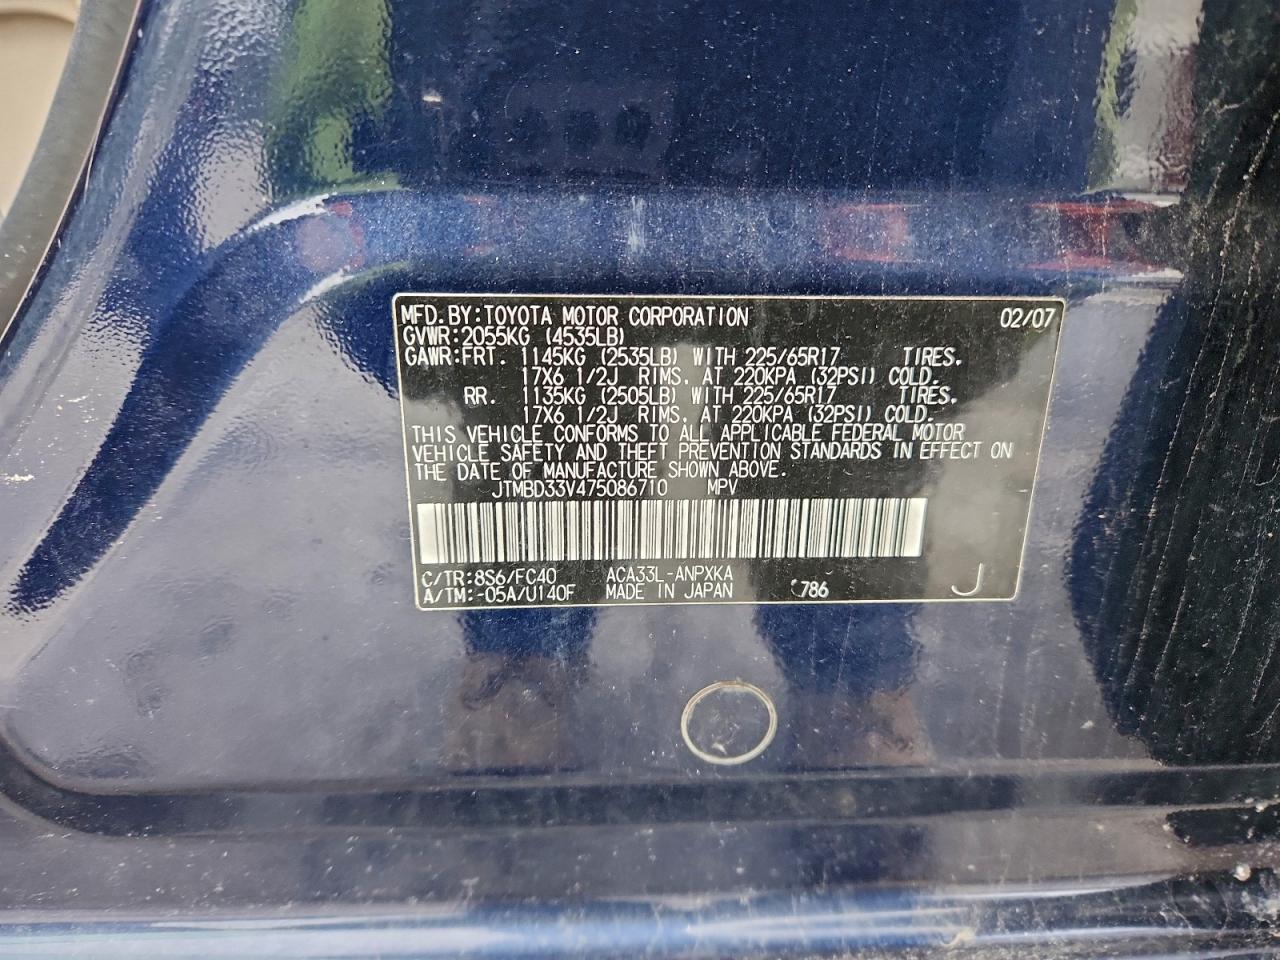 MFD.BY:TOYOTA MOTOR CORPORATION 02/07
GVWR:2055KG (4535LB)
GAWR:FRT. 1145KG (2535LB) WITH 225/65R17 TIRES.
17X6 1/2J RIMS. AT 220KPA (32PSI) COLD.
RR. 1135KG (2505LB) WITH 225/65R17 TIRES.
17X6 1/2J RIMS. AT 220KPA (32PSI) COLD.
THIS VEHICLE CONFORMS TO ALL APPLICABLE FEDERAL MOTOR
VEHICLE SAFETY AND THEFT PREVENTION STANDARDS IN EFFECT ON
THE DATE OF MANUFACTURE SHOWN ABOVE.
JTMBD33V475086710 MPV
C/TR:8S6/FC40 ACA33L-ANPXKA
A/TM:-05A/U140F MADE IN JAPAN 786 J